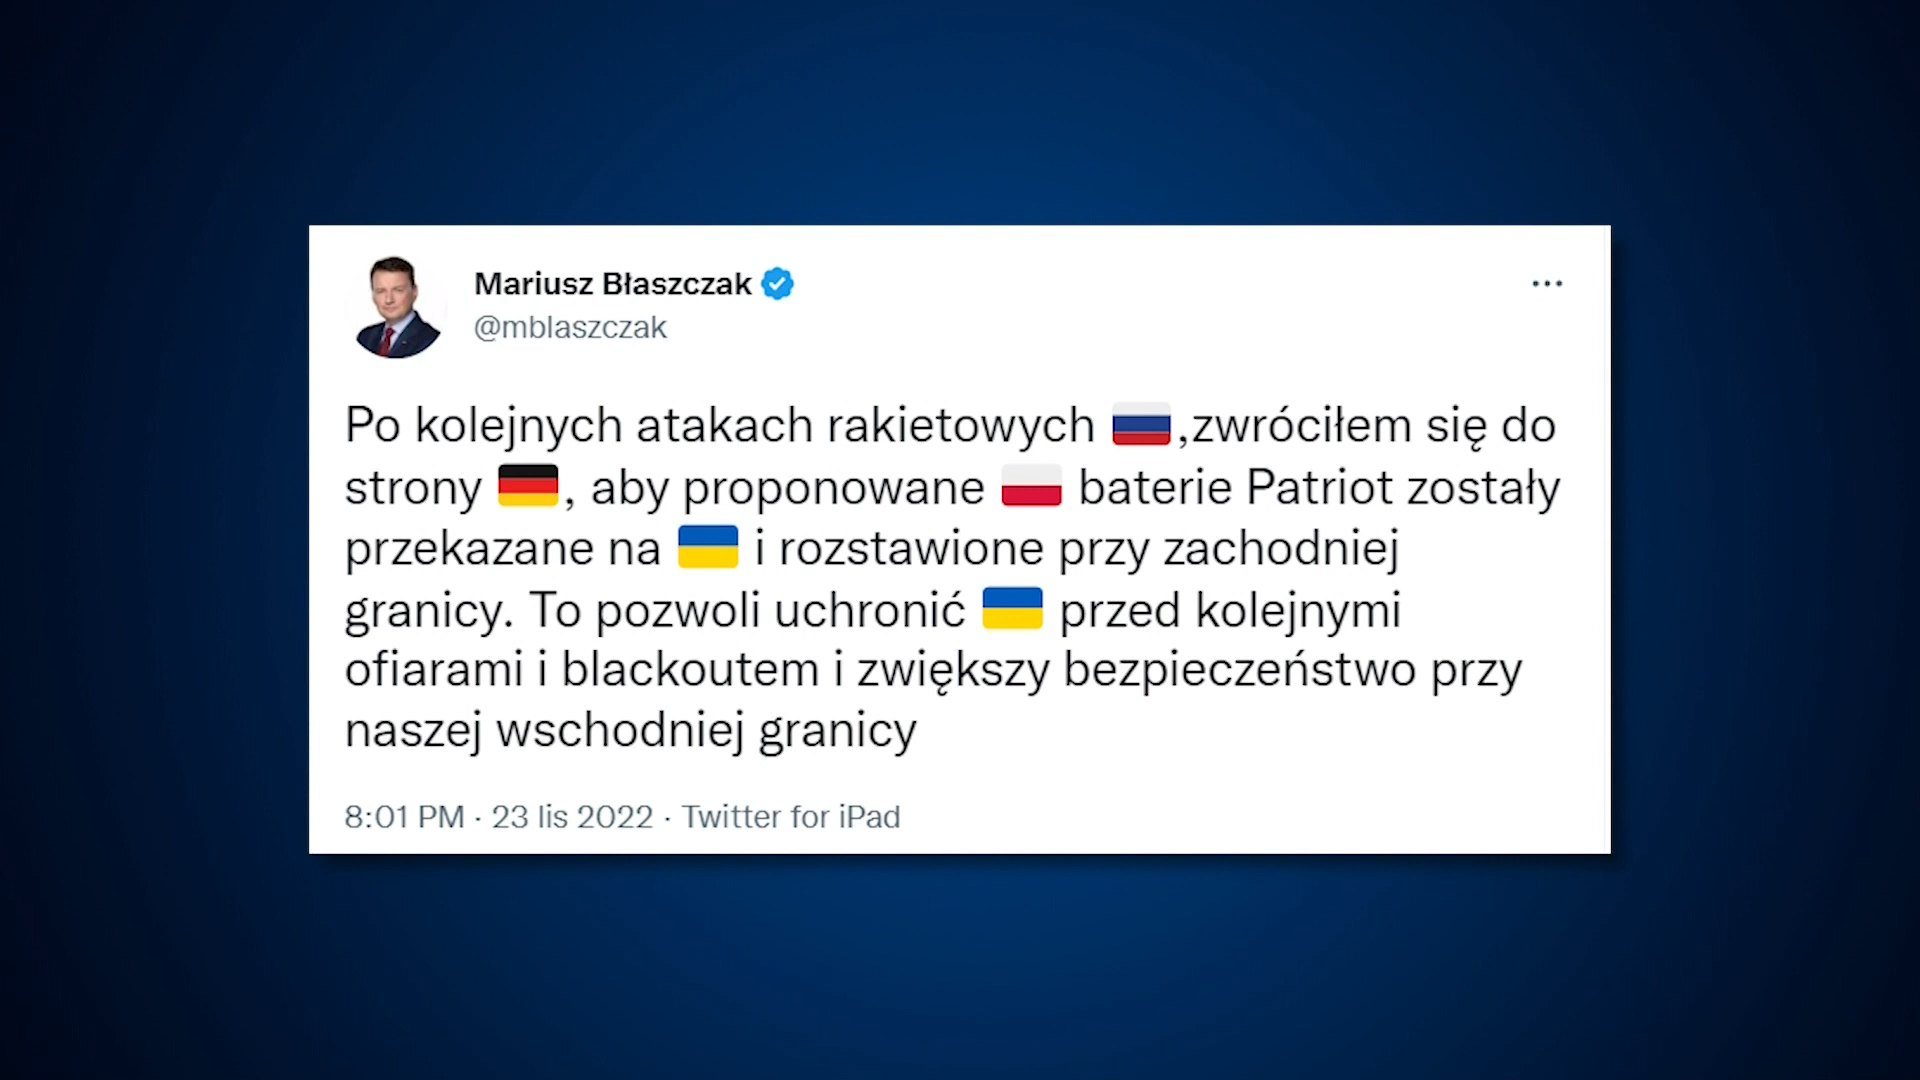 Mariusz Błaszczak
@mblaszczak
Po kolejnych atakach rakietowych 🇷🇺,zwróciłem się do
strony 🇩🇪, aby proponowane 🇵🇱 baterie Patriot zostały
przekazane na 🇺🇦 i rozstawione przy zachodniej
granicy. To pozwoli uchronić 🇺🇦 przed kolejnymi
ofiarami i blackoutem i zwiększy bezpieczeństwo przy
naszej wschodniej granicy
8:01 PM · 23 lis 2022 · Twitter for iPad